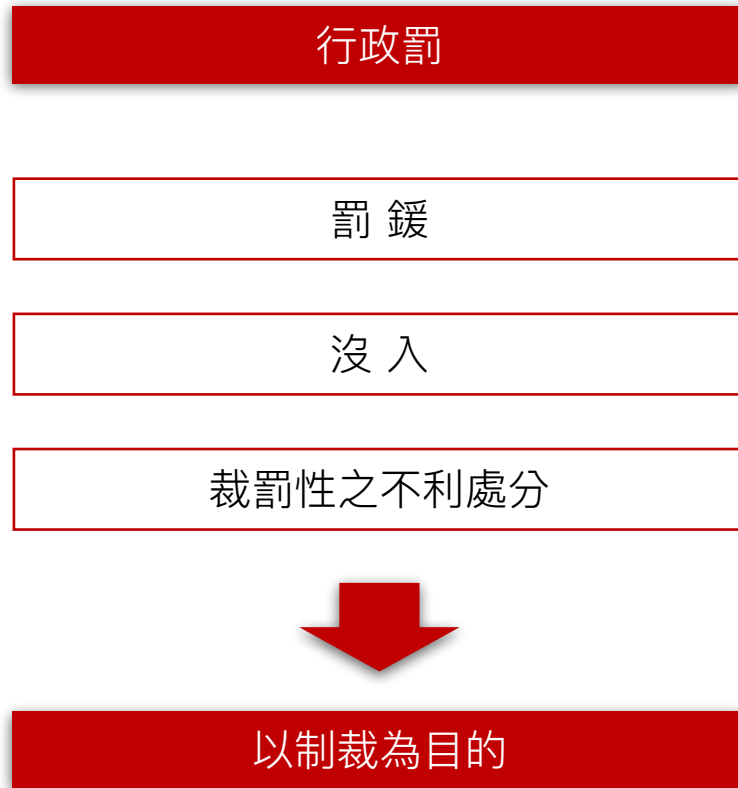 行政罰
罰 鍰
沒 入
裁罰性之不利處分
以制裁為目的